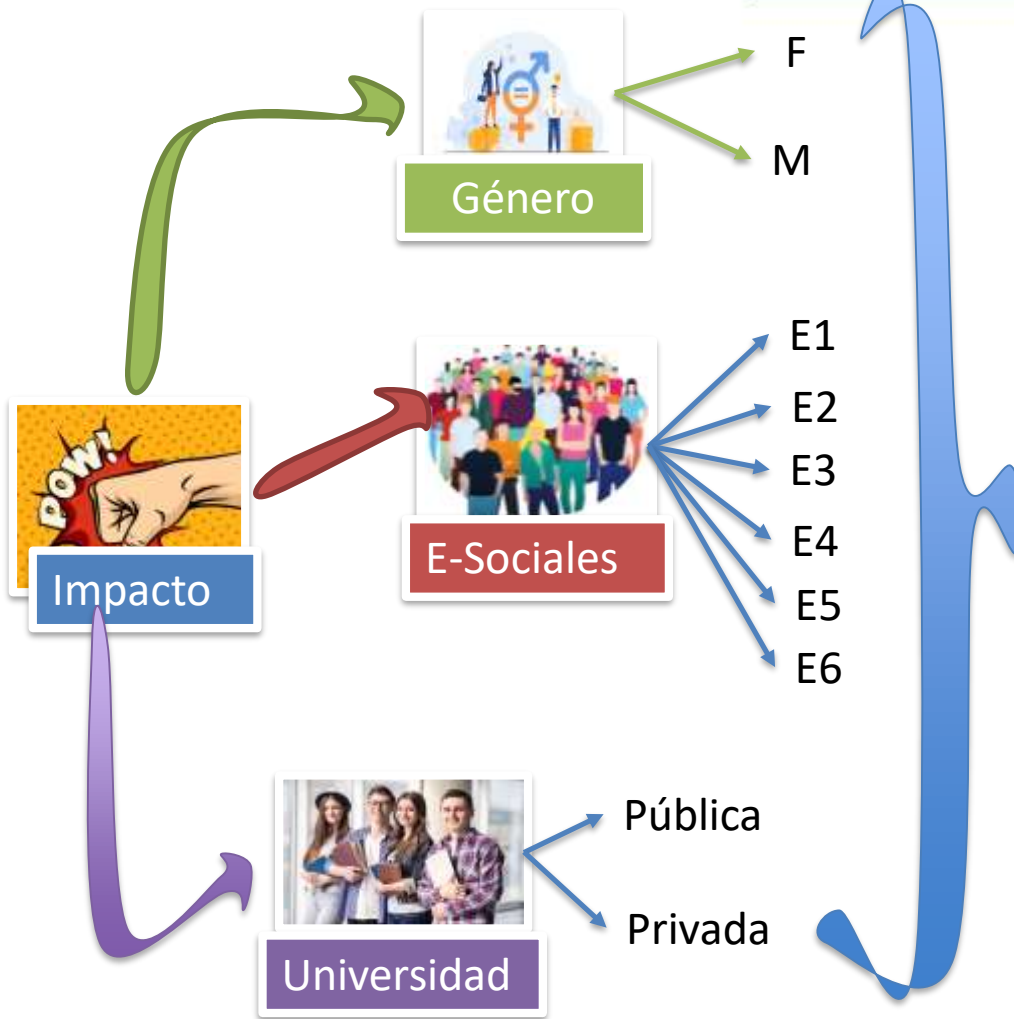 F
M
Género
E1
E2
E3
E4
E5
E6
E-Sociales
POW!
Impacto
Pública
Privada
Universidad